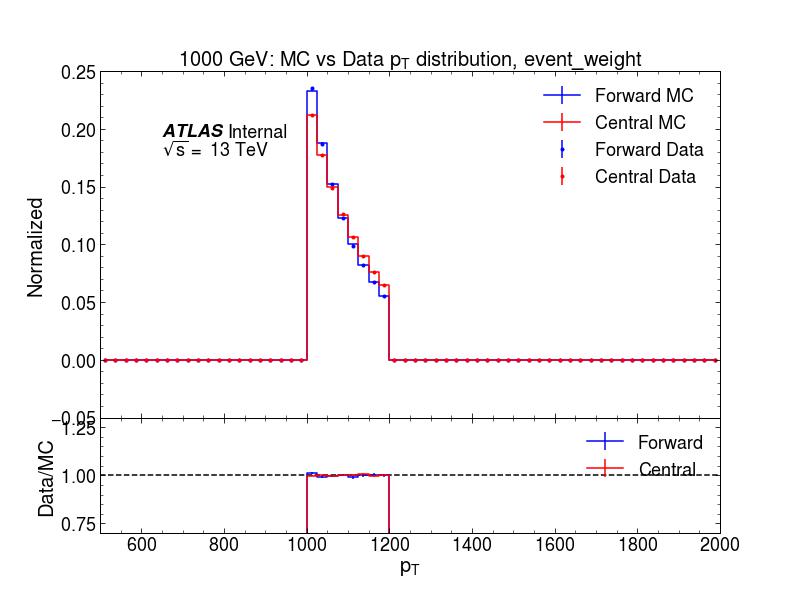 1000 GeV: MC vs Data pT distribution, event_weight
0.25
0.20
0.15
0.10
0.05
0.00
−0.05
Normalized
ATLAS Internal
√s = 13 TeV
Forward MC
Central MC
Forward Data
Central Data
1.25
1.00
0.75
Data/MC
Forward
Central
600 800 1000 1200 1400 1600 1800 2000
pT